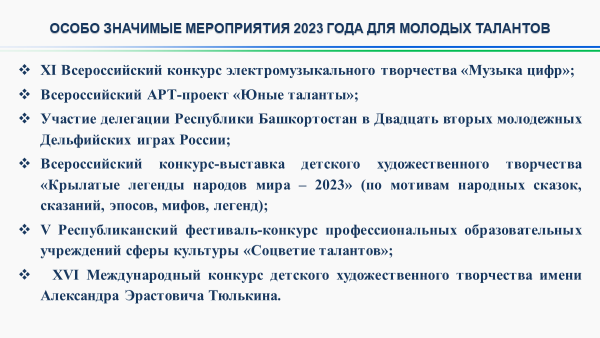 ОСОБО ЗНАЧИМЫЕ МЕРОПРИЯТИЯ 2023 ГОДА ДЛЯ МОЛОДЫХ ТАЛАНТОВ
❖ XI Всероссийский конкурс электромузыкального творчества «Музыка цифр»;
❖ Всероссийский АРТ-проект «Юные таланты»;
❖ Участие делегации Республики Башкортостан в Двадцать вторых молодежных
Дельфийских играх России;
❖ Всероссийский конкурс-выставка детского художественного творчества
«Крылатые легенды народов мира – 2023» (по мотивам народных сказок,
сказаний, эпосов, мифов, легенд);
❖ V Республиканский фестиваль-конкурс профессиональных образовательных
учреждений сферы культуры «Соцветие талантов»;
❖ XVI Международный конкурс детского художественного творчества имени
Александра Эрастовича Тюлькина.